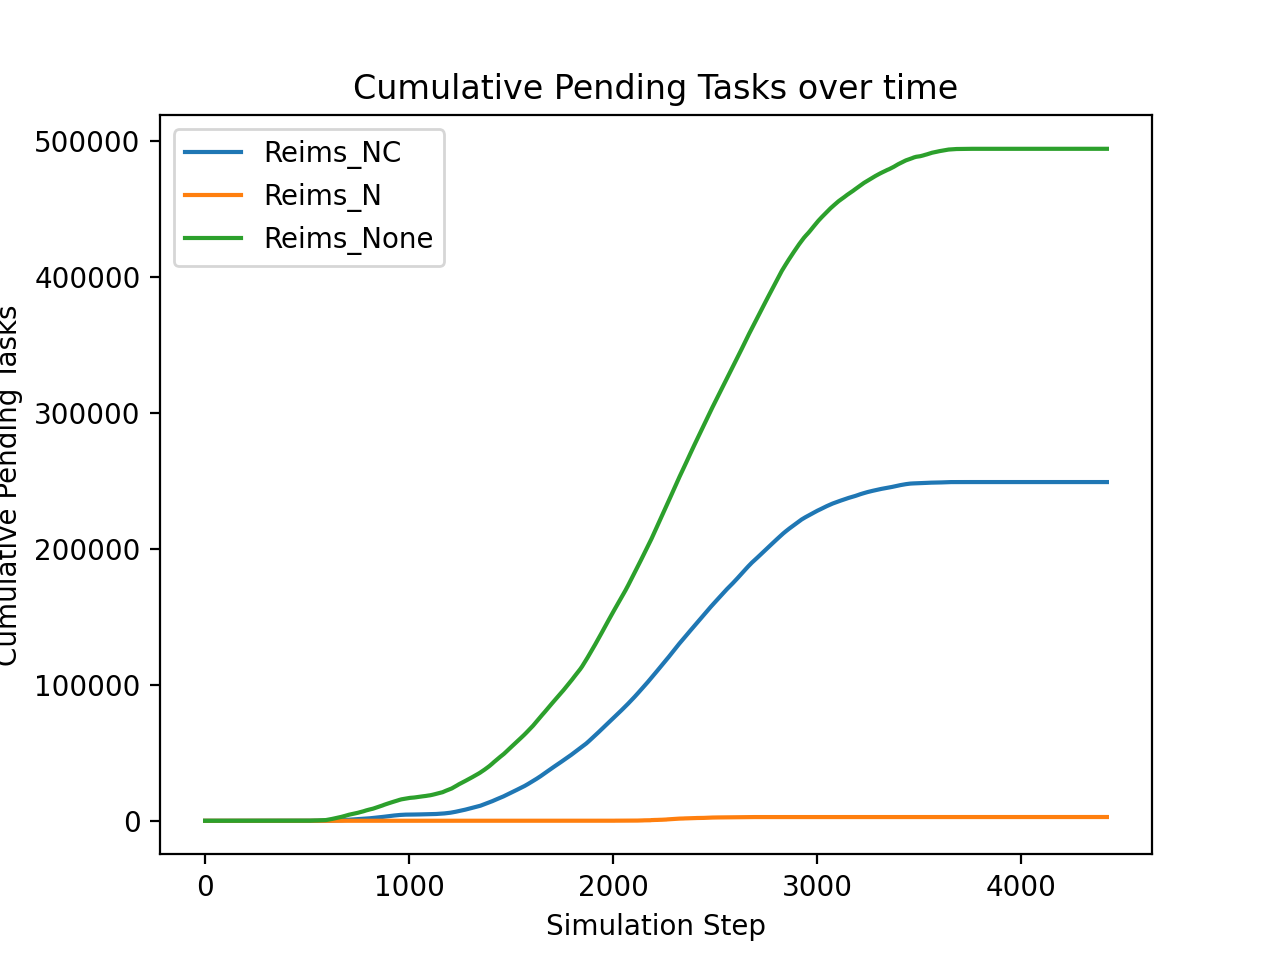 Cumulative Pending Tasks over time
500000
400000
300000
200000
100000
0
Cumulative Pending Tasks
Reims_NC
Reims_N
Reims_None
0 1000 2000 3000 4000
Simulation Step